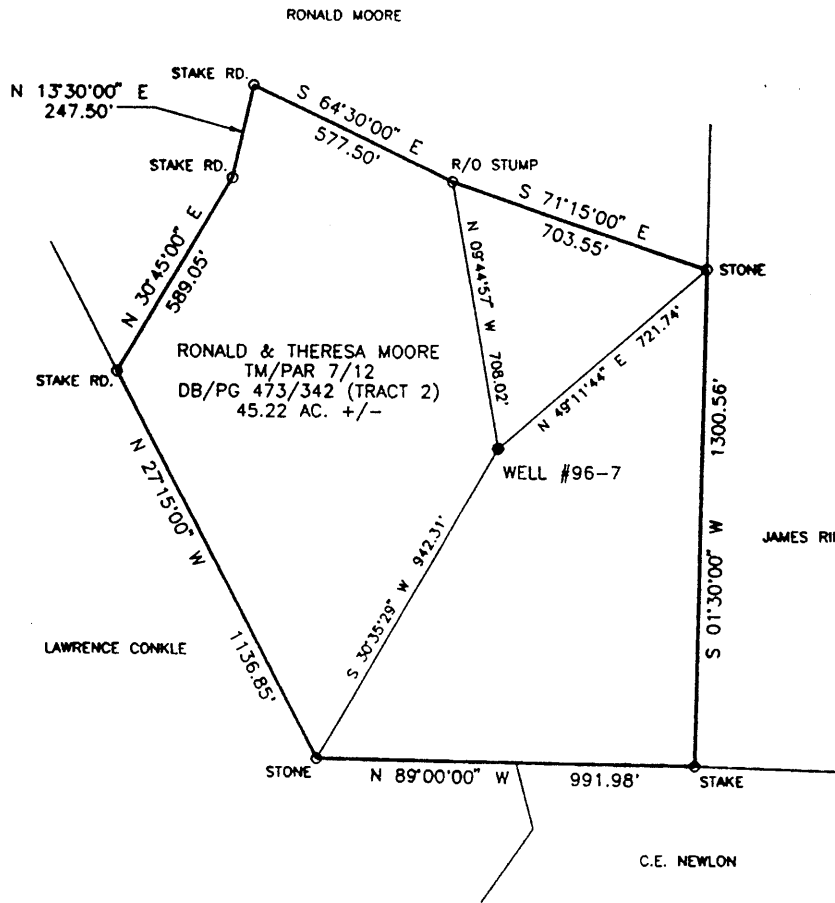 RONALD MOORE
STAKE RD.
N 13°30'00" E
247.50'
S 64°30'00" E
577.50'
STAKE RD.
R/O STUMP
S 71°15'00" E
703.55'
STONE
N 30°45'00" E
589.05'
N 09°44'57" W 708.02'
N 49°11'44" E 721.74'
RONALD & THERESA MOORE
TM/PAR 7/12
DB/PG 473/342 (TRACT 2)
45.22 AC. +/-
STAKE RD.
WELL #96-7
S 01°30'00" W 1300.56'
JAMES
N 27°15'00" W 1136.85'
S 30°35'29" W 942.31'
LAWRENCE CONKLE
STONE
N 89°00'00" W 991.98'
STAKE
C.E. NEWLON